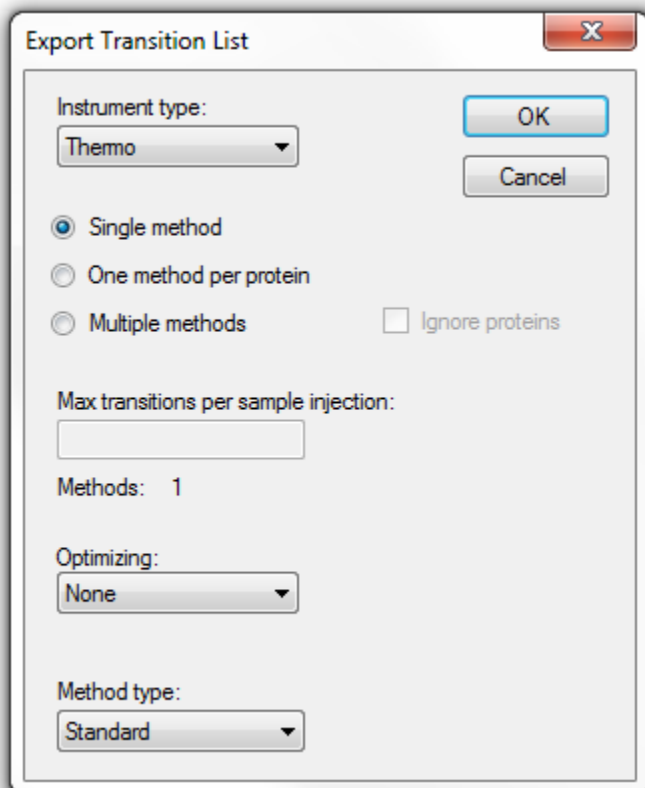 Export Transition List
Instrument type:
Thermo
OK
Cancel
Single method
One method per protein
Multiple methods
Ignore proteins
Max transitions per sample injection:
Methods: 1
Optimizing:
None
Method type:
Standard